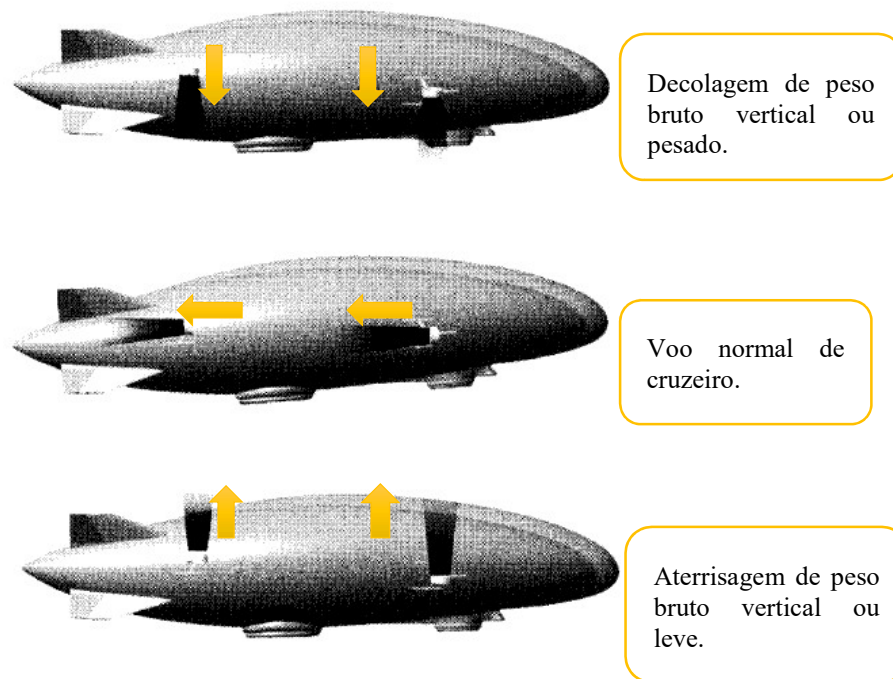 Decolagem de peso
bruto vertical ou
pesado.
Voo normal de
cruzeiro.
Aterrisagem de peso
bruto vertical ou
leve.